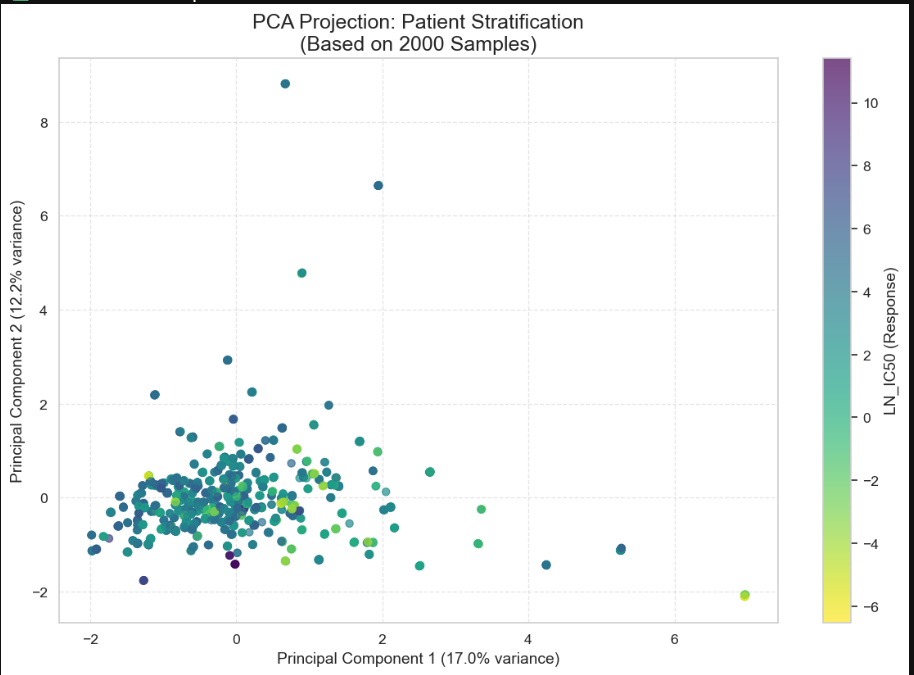 PCA Projection: Patient Stratification
(Based on 2000 Samples)
Principal Component 2 (12.2% variance)
8
6
4
2
0
−2
−2 0 2 4 6
Principal Component 1 (17.0% variance)
10
8
6
4
2
0
−2
−4
−6
LN_IC50 (Response)